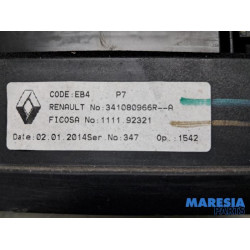 CODE:EB4 P7
RENAULT No:341080966R--A
FICOSA No:1111.92321
Date:02.01.2014Ser.No:347 Op.:1542
MARESIA
PARTS